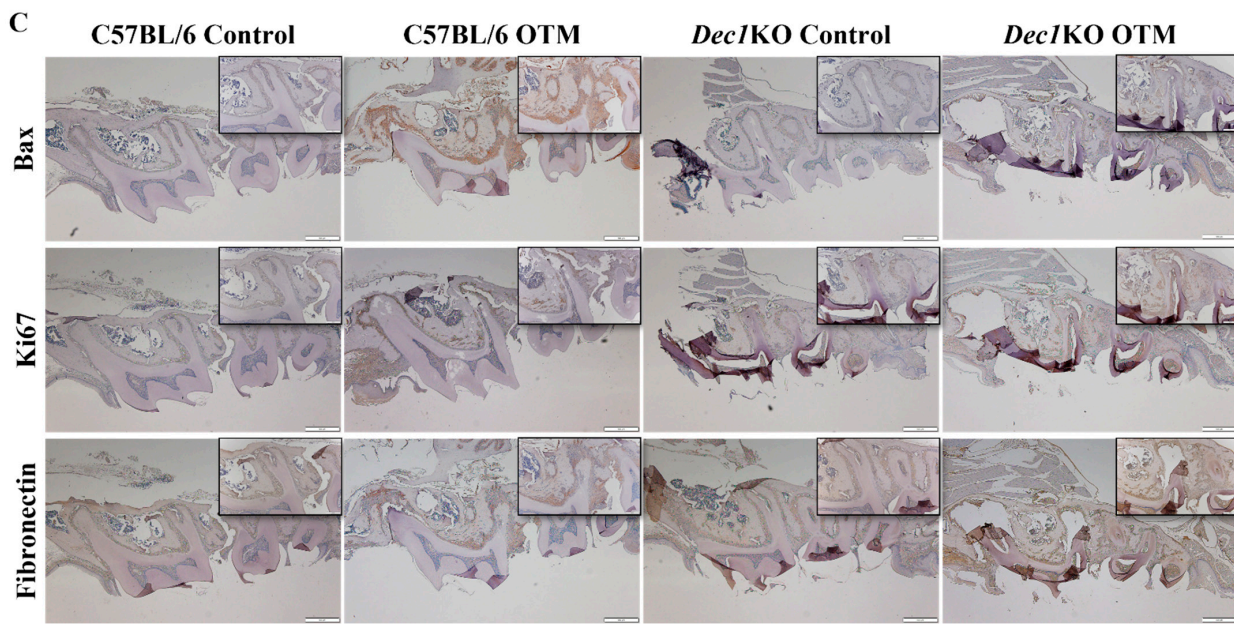 C
C57BL/6 Control
C57BL/6 OTM
Dec1KO Control
Dec1KO OTM
Bax
Ki67
Fibronectin